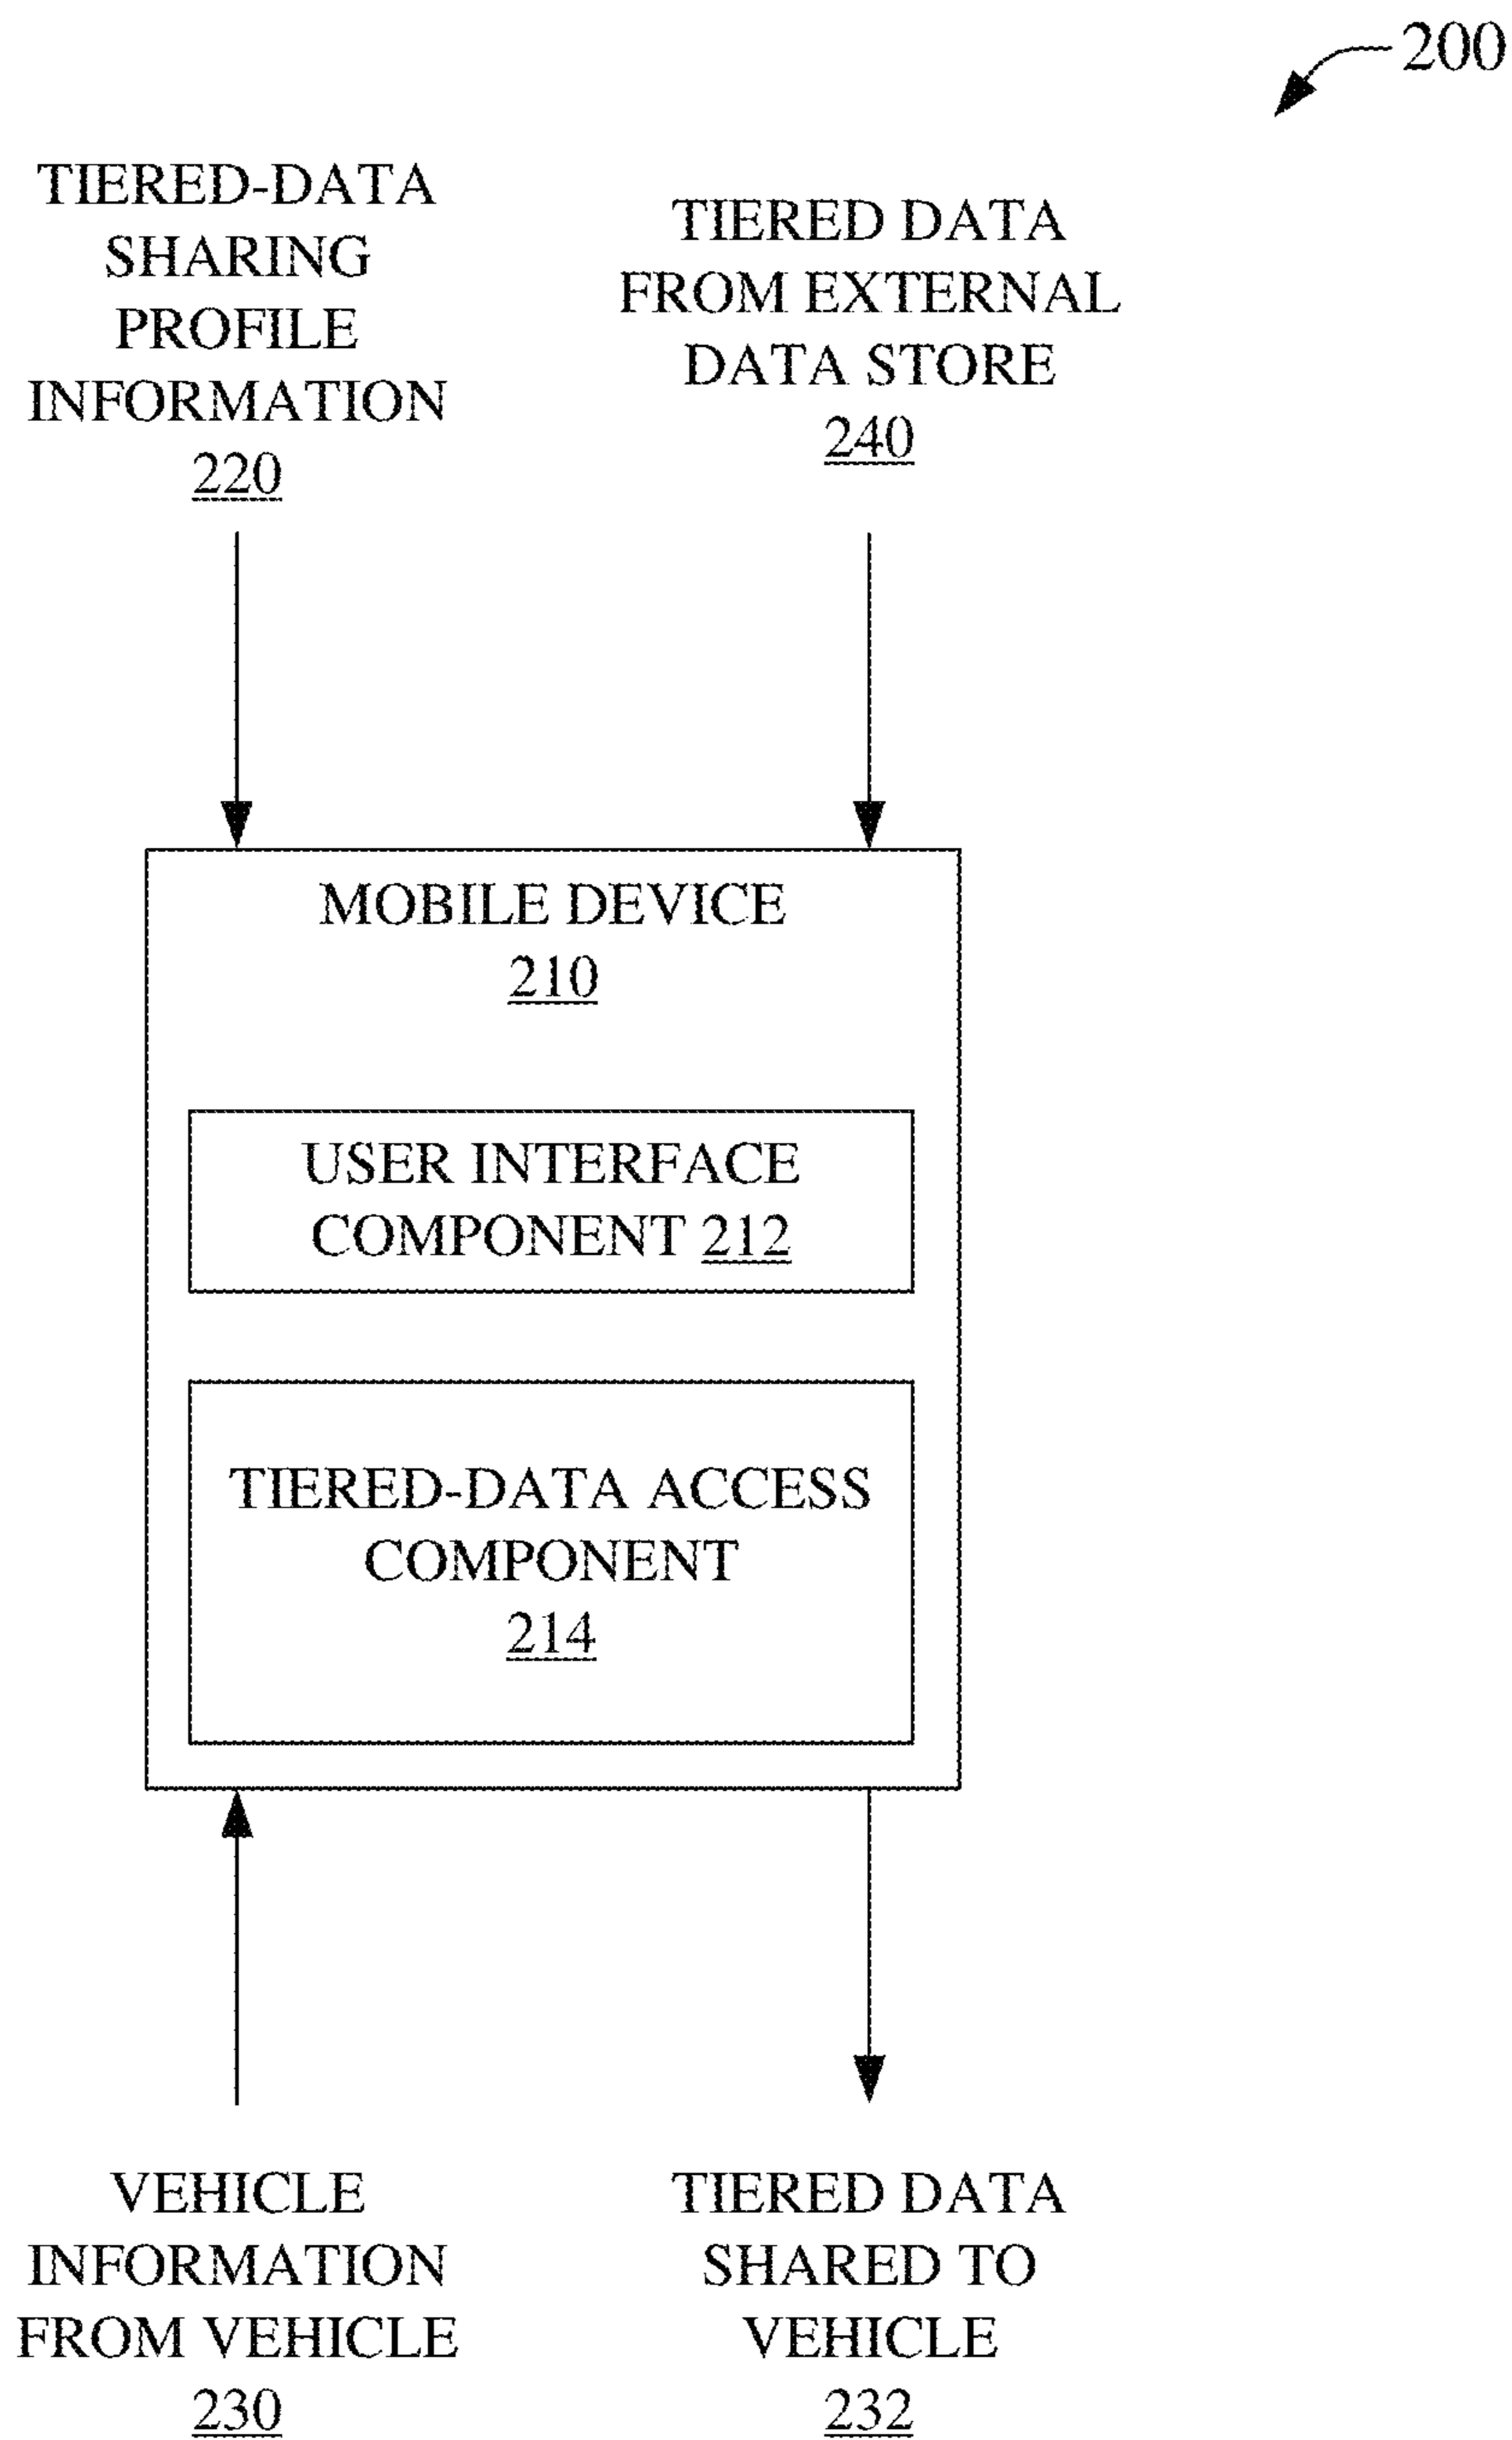 200
TIERED-DATA
SHARING
PROFILE
INFORMATION
220
TIERED DATA
FROM EXTERNAL
DATA STORE
240
MOBILE DEVICE
210
USER INTERFACE
COMPONENT 212
TIERED-DATA ACCESS
COMPONENT
214
VEHICLE
INFORMATION
FROM VEHICLE
230
TIERED DATA
SHARED TO
VEHICLE
232